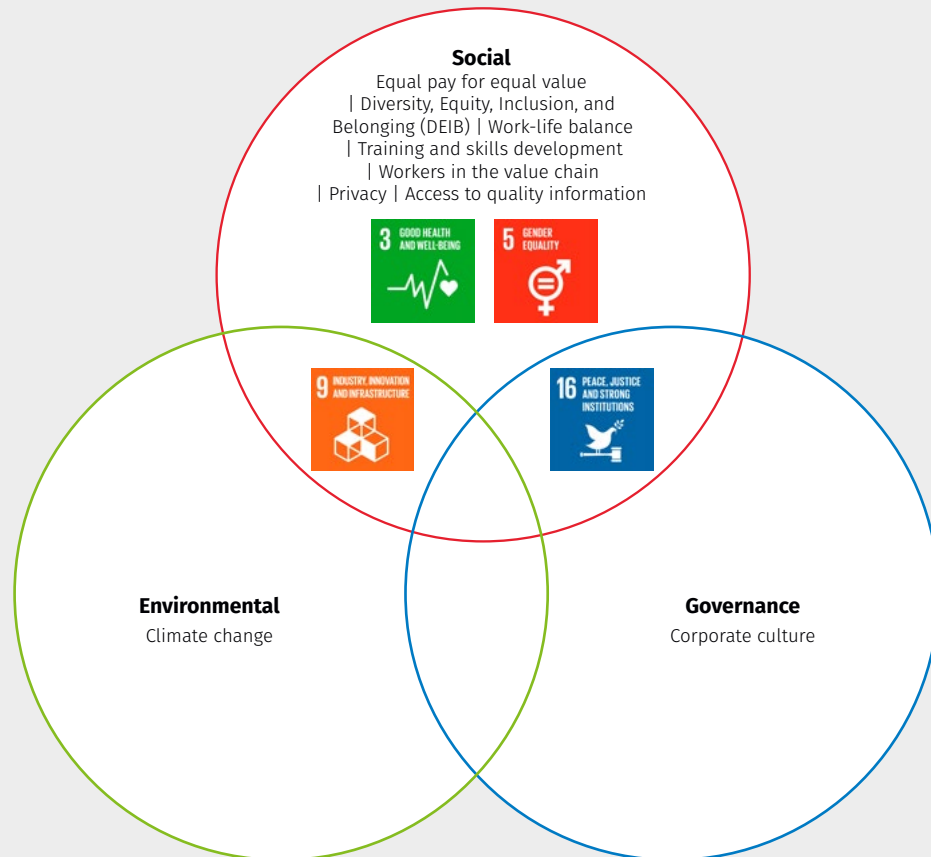 Social
Equal pay for equal value
| Diversity, Equity, Inclusion, and
Belonging (DEIB) | Work-life balance
| Training and skills development
| Workers in the value chain
| Privacy | Access to quality information
3 GOOD HEALTH
AND WELL-BEING
5 GENDER
EQUALITY
9 INDUSTRY, INNOVATION
AND INFRASTRUCTURE
16 PEACE, JUSTICE
AND STRONG
INSTITUTIONS
Environmental
Climate change
Governance
Corporate culture